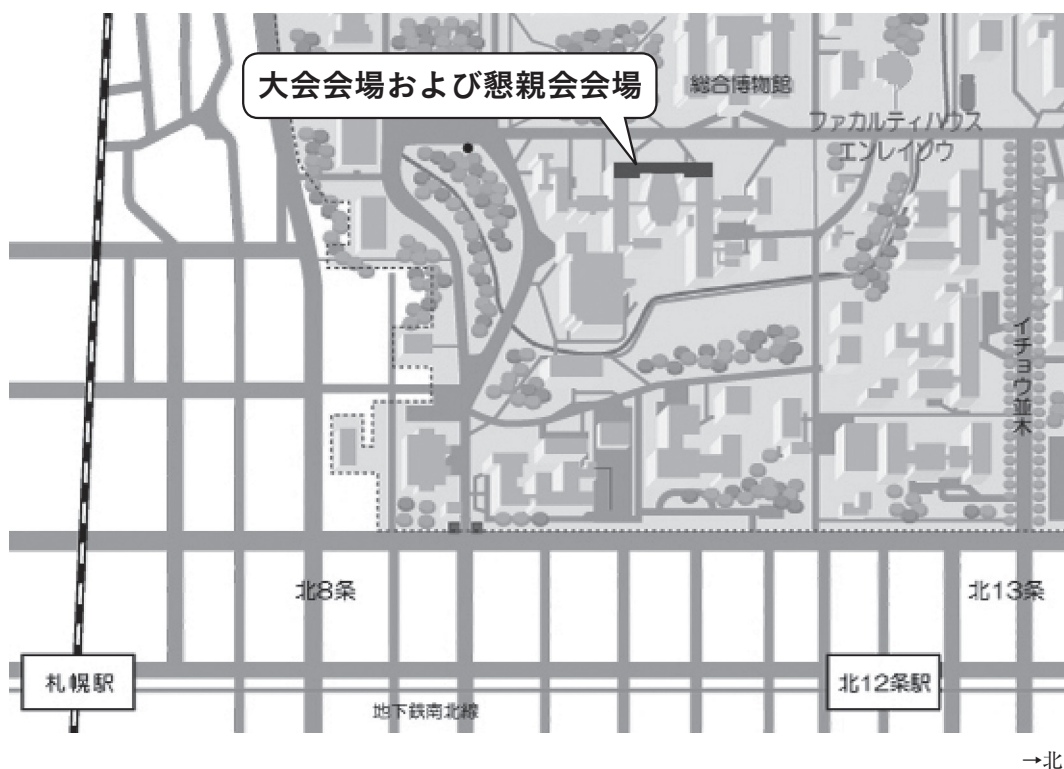 大会会場および懇親会会場
総合博物館
ファカルティハウス
エンレイソウ
イチョウ並木
北8条
北13条
札幌駅
北12条駅
地下鉄南北線
→北